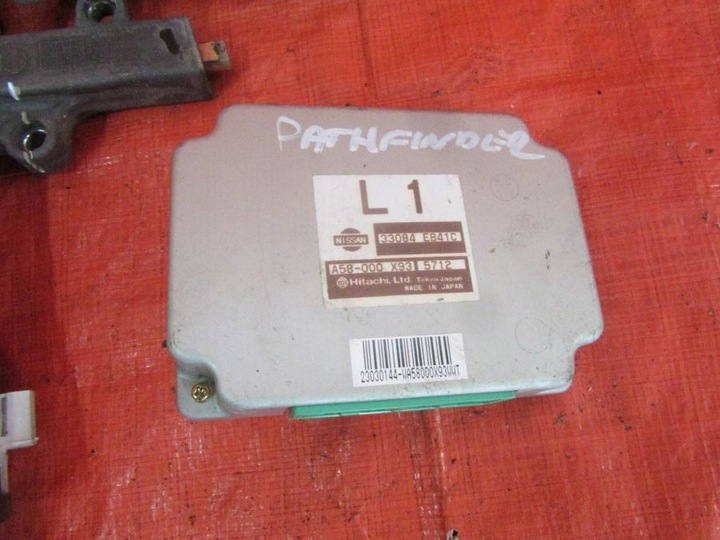 PATHFINDER
L 1
NISSAN 33084 EB41C
A58-000 X93 5712
Hitachi, Ltd. Tokyo Japan
MADE IN JAPAN
23030144-WA58000X93WWT